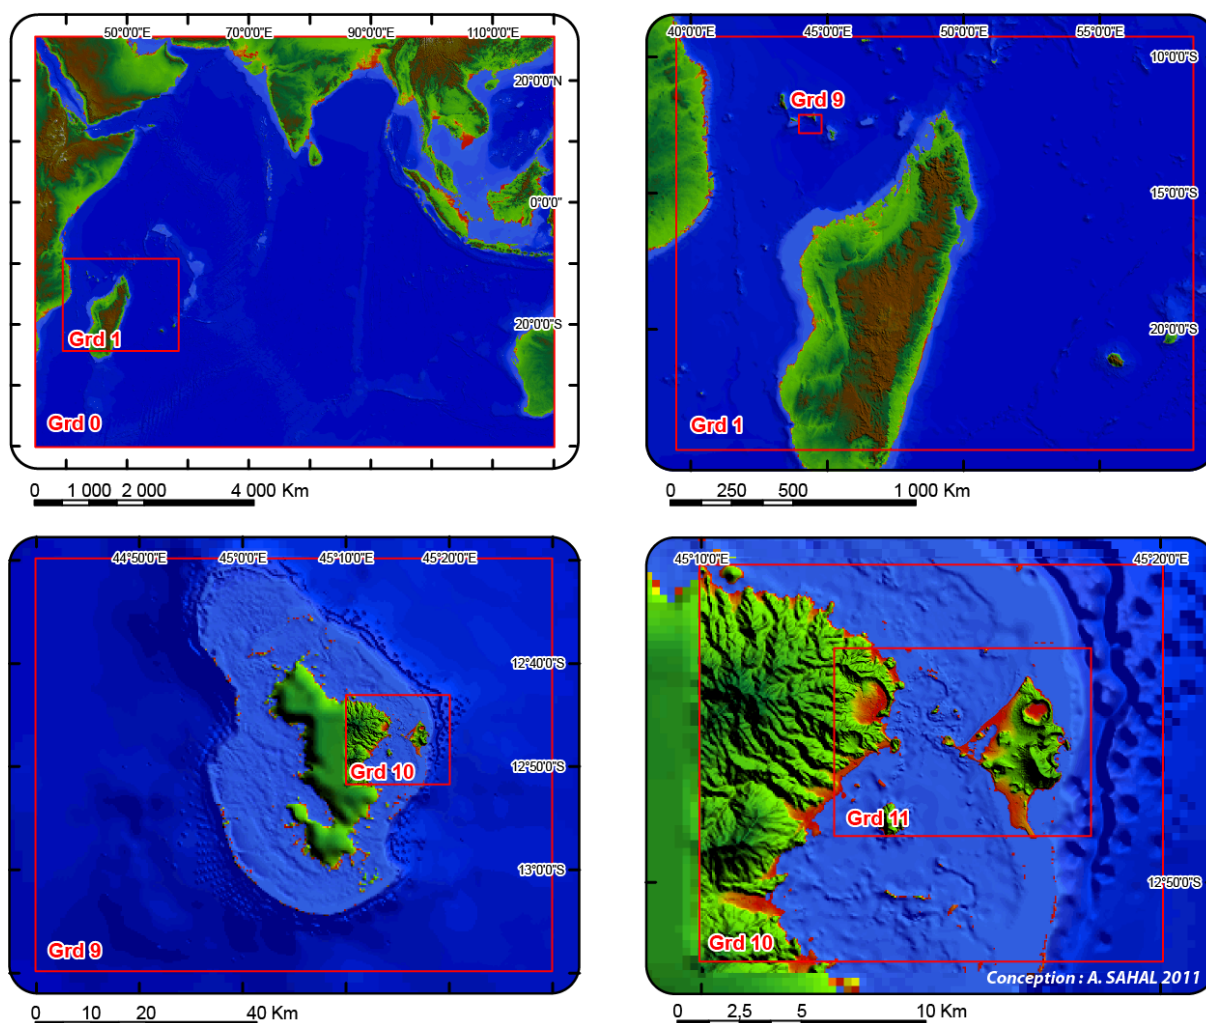 50°0'0"E 70°0'0"E 90°0'0"E 110°0'0"E
20°0'0"N
0°0'0"
20°0'0"S
Grd 1
Grd 0
0 1 000 2 000 4 000 Km
40°0'0"E 45°0'0"E 50°0'0"E 55°0'0"E
10°0'0"S
Grd 9
15°0'0"S
20°0'0"S
Grd 1
0 250 500 1 000 Km
44°50'0"E 45°0'0"E 45°10'0"E 45°20'0"E
12°40'0"S
12°50'0"S
Grd 10
13°0'0"S
Grd 9
0 10 20 40 Km
45°10'0"E 45°20'0"E
Grd 11
12°50'0"S
Grd 10
Conception : A. SAHAL 2011
0 2,5 5 10 Km